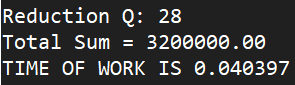 Reduction Q: 28
Total Sum = 3200000.00
TIME OF WORK IS 0.040397